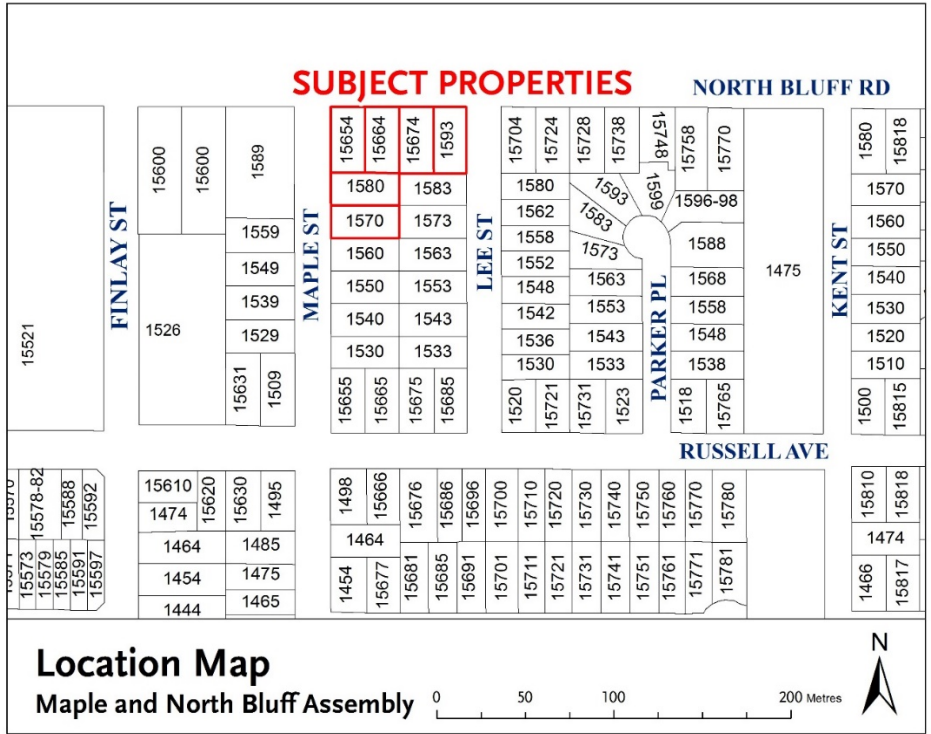 SUBJECT PROPERTIES
NORTH BLUFF RD
15654 15664 15674 1593
15600 15600 1589
15704 15724 15728 15738 15748 15758 15770
1580 15818
1580 1583
1580 1593 1599 1596-98
1570
1570 1573
1562 1583
1560
1559
1558 1573 1588
1560 1563
1550
1549
1552 1563 1568
1475
1550 1553
1540
1539
1548 1553 1558
1540 1543
1530
1529
1542 1543 1548
1530 1533
1520
1536 1533 1538
1530
1510
15521
FINLAY ST
1526
MAPLE ST
LEE ST
PARKER PL
KENT ST
15631 1509
15655 15665 15675 15685
1520 15721 15731 1523
1518 15765
1500 15815
RUSSELL AVE
15578-82 15588 15592
15610 15620 15630 1495
1474
1498 15666 15676 15686 15696 15700 15710 15720 15730 15740 15750 15760 15770 15780
15810 15818
1464 1485
1464
1474
15573 15579 15585 15591 15597
1454 1475
1444 1465
1454 15677 15681 15685 15691 15701 15711 15721 15731 15741 15751 15761 15771 15781
1466 15817
Location Map
Maple and North Bluff Assembly
0 50 100 200 Metres
N